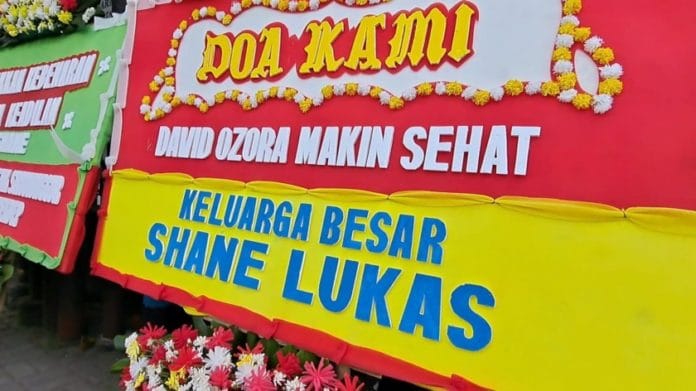 DOA KAMI
DAVID OZORA MAKIN SEHAT
KELUARGA BESAR
SHANE LUKAS